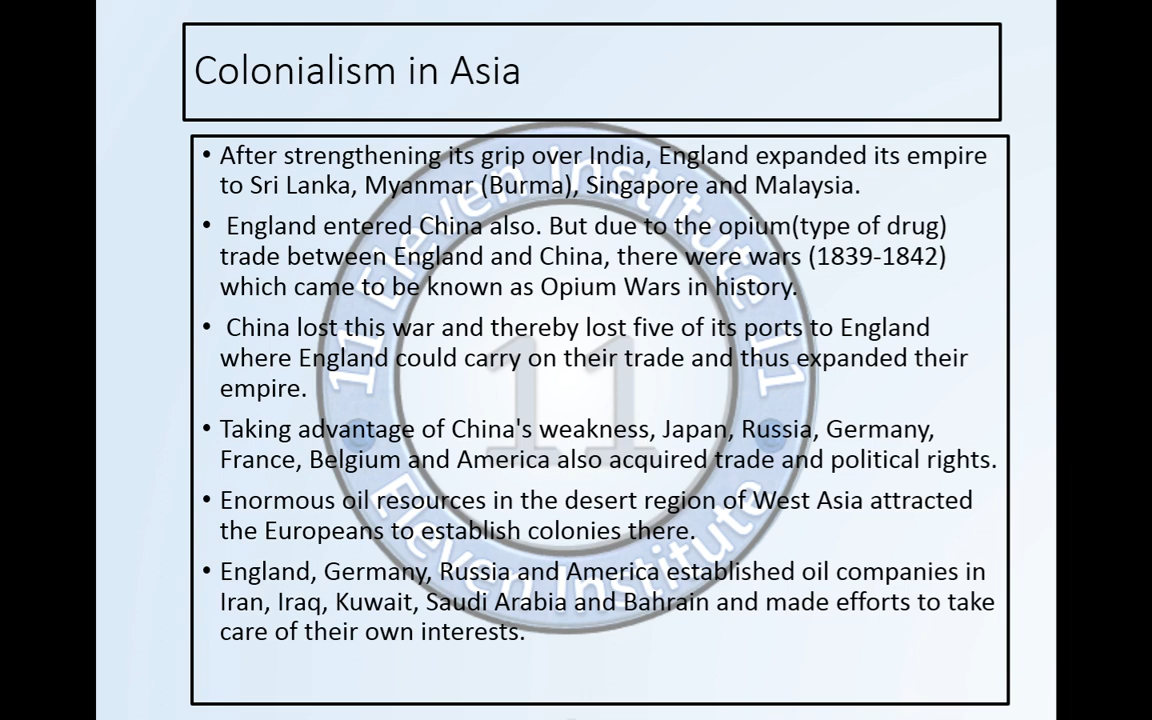 Colonialism in Asia
• After strengthening its grip over India, England expanded its empire
to Sri Lanka, Myanmar (Burma), Singapore and Malaysia.
• England entered China also. But due to the opium(type of drug)
trade between England and China, there were wars (1839-1842)
which came to be known as Opium Wars in history.
• China lost this war and thereby lost five of its ports to England
where England could carry on their trade and thus expanded their
empire.
• Taking advantage of China's weakness, Japan, Russia, Germany,
France, Belgium and America also acquired trade and political rights.
• Enormous oil resources in the desert region of West Asia attracted
the Europeans to establish colonies there.
• England, Germany, Russia and America established oil companies in
Iran, Iraq, Kuwait, Saudi Arabia and Bahrain and made efforts to take
care of their own interests.
11 Eleven Institute 11
11
Eleven Institute